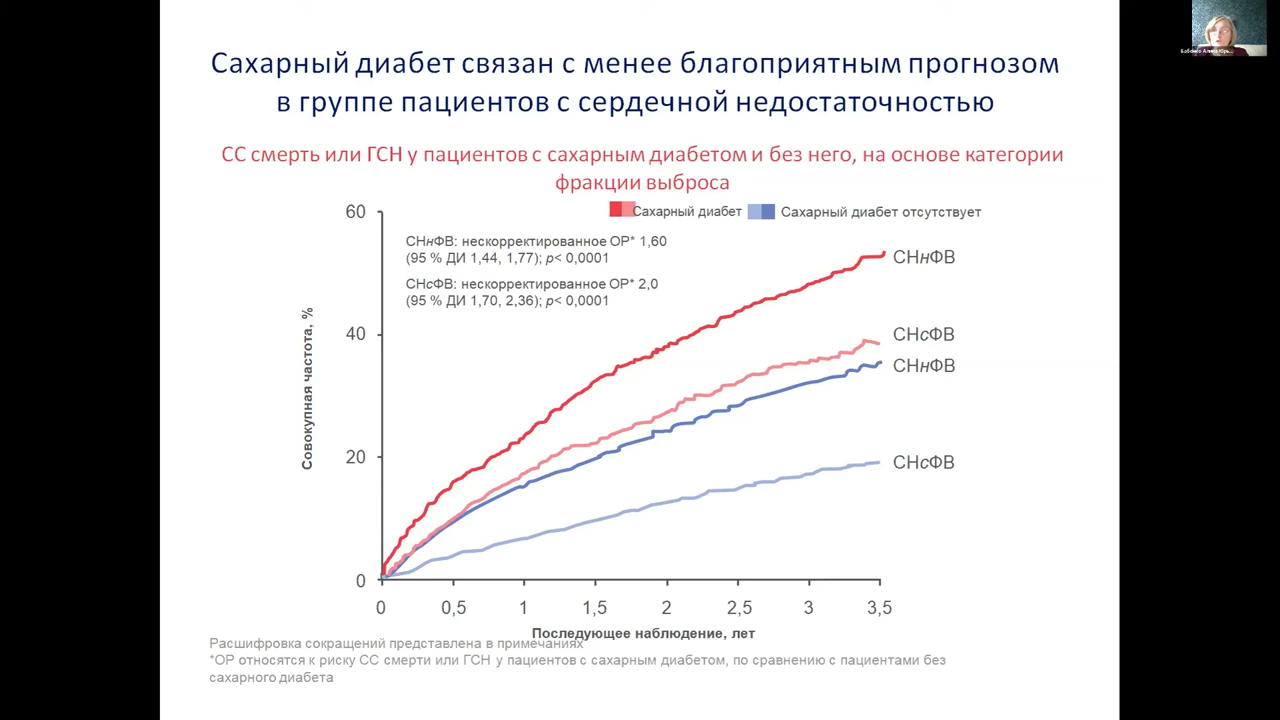 Сахарный диабет связан с менее благоприятным прогнозом
в группе пациентов с сердечной недостаточностью
СС смерть или ГСН у пациентов с сахарным диабетом и без него, на основе категории
фракции выброса
Сахарный диабет
Сахарный диабет отсутствует
СНнФВ: нескорректированное ОР* 1,60
(95 % ДИ 1,44, 1,77); p< 0,0001
СНсФВ: нескорректированное ОР* 2,0
(95 % ДИ 1,70, 2,36); p< 0,0001
Совокупная частота, %
60
40
20
0
СНнФВ
СНсФВ
СНнФВ
СНсФВ
0 0,5 1 1,5 2 2,5 3 3,5
Последующее наблюдение, лет
Расшифровка сокращений представлена в примечаниях
*ОР относятся к риску СС смерти или ГСН у пациентов с сахарным диабетом, по сравнению с пациентами без
сахарного диабета